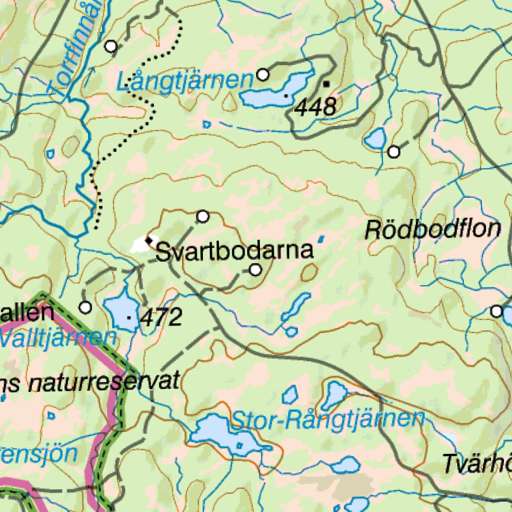 Torrfinnån
Långtjärnen
448
Rödbodflon
Svartbodarna
allen
472
Valltjärnen
ns naturreservat
Stor-Rångtjärnen
ensjön
Tvärhö